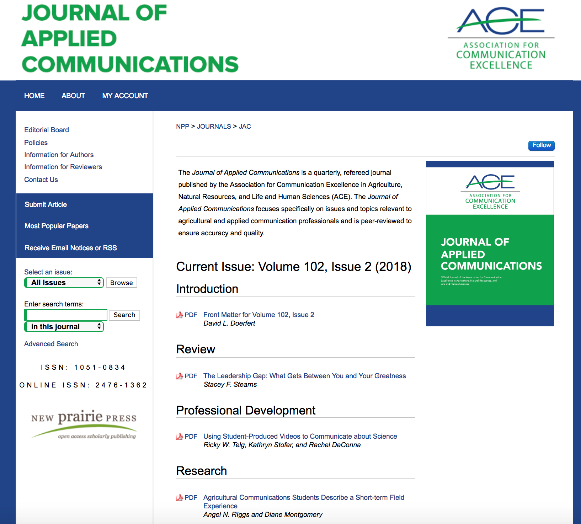 JOURNAL OF
APPLIED
COMMUNICATIONS
ACE
ASSOCIATION FOR
COMMUNICATION
EXCELLENCE
HOME ABOUT MY ACCOUNT
Editorial Board
Policies
Information for Authors
Information for Reviewers
Contact Us
Submit Article
Most Popular Papers
Receive Email Notices or RSS
Select an issue:
All Issues Browse
Enter search terms:
Search
in this journal
Advanced Search
ISSN: 1051-0834
ONLINE ISSN: 2476-1362
NEW prairie PRESS
open access scholarly publishing
NPP > JOURNALS > JAC
Follow
The Journal of Applied Communications is a quarterly, refereed journal
published by the Association for Communication Excellence in Agriculture,
Natural Resources, and Life and Human Sciences (ACE). The Journal of
Applied Communications focuses specifically on issues and topics relevant to
agricultural and applied communication professionals and is peer-reviewed to
ensure accuracy and quality.
ACE
ASSOCIATION FOR
COMMUNICATION
EXCELLENCE
JOURNAL OF
APPLIED
COMMUNICATIONS
Current Issue: Volume 102, Issue 2 (2018)
Introduction
PDF Front Matter for Volume 102, Issue 2
David L. Doerfert
Review
PDF The Leadership Gap: What Gets Between You and Your Greatness
Stacey F. Stearns
Professional Development
PDF Using Student-Produced Videos to Communicate about Science
Ricky W. Telg, Kathryn Stofer, and Rachel DeConna
Research
PDF Agricultural Communications Students Describe a Short-term Field
Experience
Angel N. Riggs and Diane Montgomery